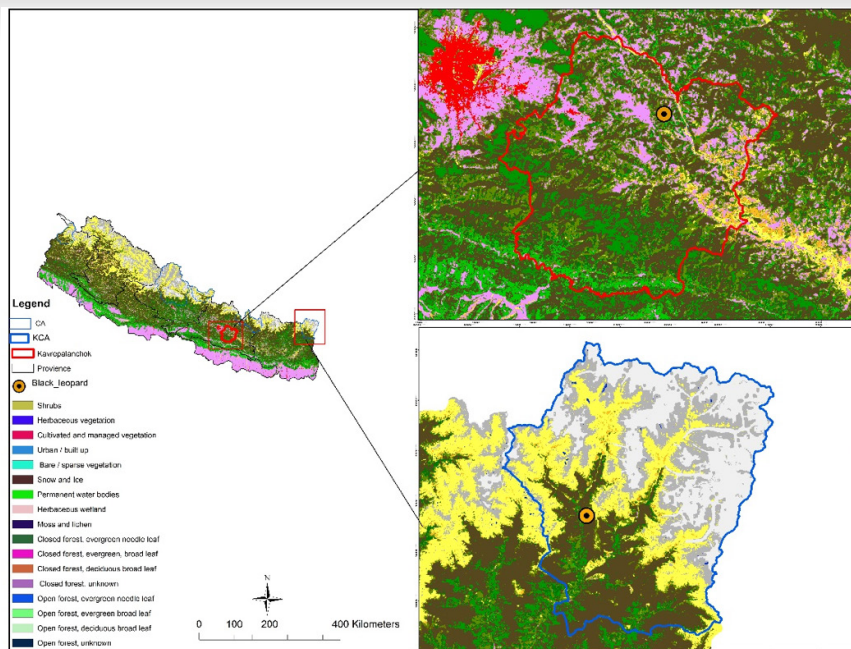 Legend
CA
KCA
Kavropalanchok
Provience
Black_leopard
Shrubs
Herbaceous vegetation
Cultivated and managed vegetation
Urban / built up
Bare / sparse vegetation
Snow and Ice
Permanent water bodies
Herbaceous wetland
Moss and lichen
Closed forest, evergreen needle leaf
Closed forest, evergreen, broad leaf
Closed forest, deciduous broad leaf
Closed forest, unknown
Open forest, evergreen needle leaf
Open forest, evergreen broad leaf
Open forest, deciduous broad leaf
Open forest, unknown
N
0 100 200 400 Kilometers